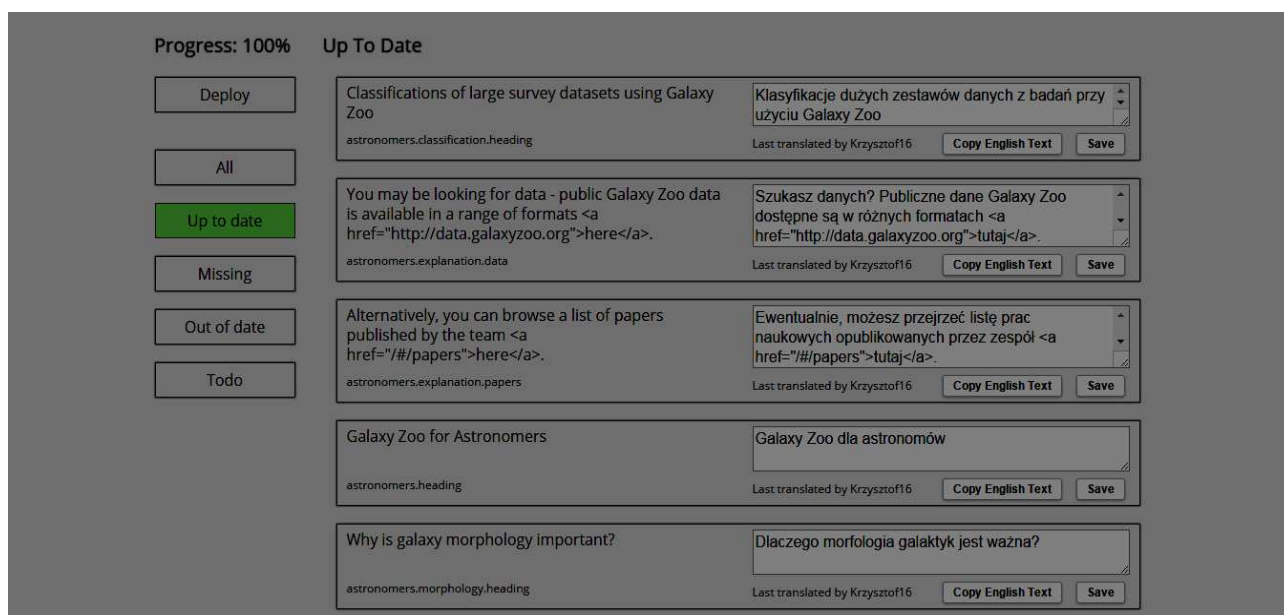 Progress: 100%
Up To Date
Deploy
All
Up to date
Missing
Out of date
Todo
Classifications of large survey datasets using Galaxy
Zoo
astronomers.classification.heading
Klasyfikacje dużych zestawów danych z badań przy
użyciu Galaxy Zoo
Last translated by Krzysztof16
Copy English Text
Save
You may be looking for data - public Galaxy Zoo data
is available in a range of formats <a
href="http://data.galaxyzoo.org">here</a>.
astronomers.explanation.data
Szukasz danych? Publiczne dane Galaxy Zoo
dostępne są w różnych formatach <a
href="http://data.galaxyzoo.org">tutaj</a>.
Last translated by Krzysztof16
Copy English Text
Save
Alternatively, you can browse a list of papers
published by the team <a
href="/#/papers">here</a>.
astronomers.explanation.papers
Ewentualnie, możesz przejrzeć listę prac
naukowych opublikowanych przez zespół <a
href="/#/papers">tutaj</a>.
Last translated by Krzysztof16
Copy English Text
Save
Galaxy Zoo for Astronomers
astronomers.heading
Galaxy Zoo dla astronomów
Last translated by Krzysztof16
Copy English Text
Save
Why is galaxy morphology important?
astronomers.morphology.heading
Dlaczego morfologia galaktyk jest ważna?
Last translated by Krzysztof16
Copy English Text
Save